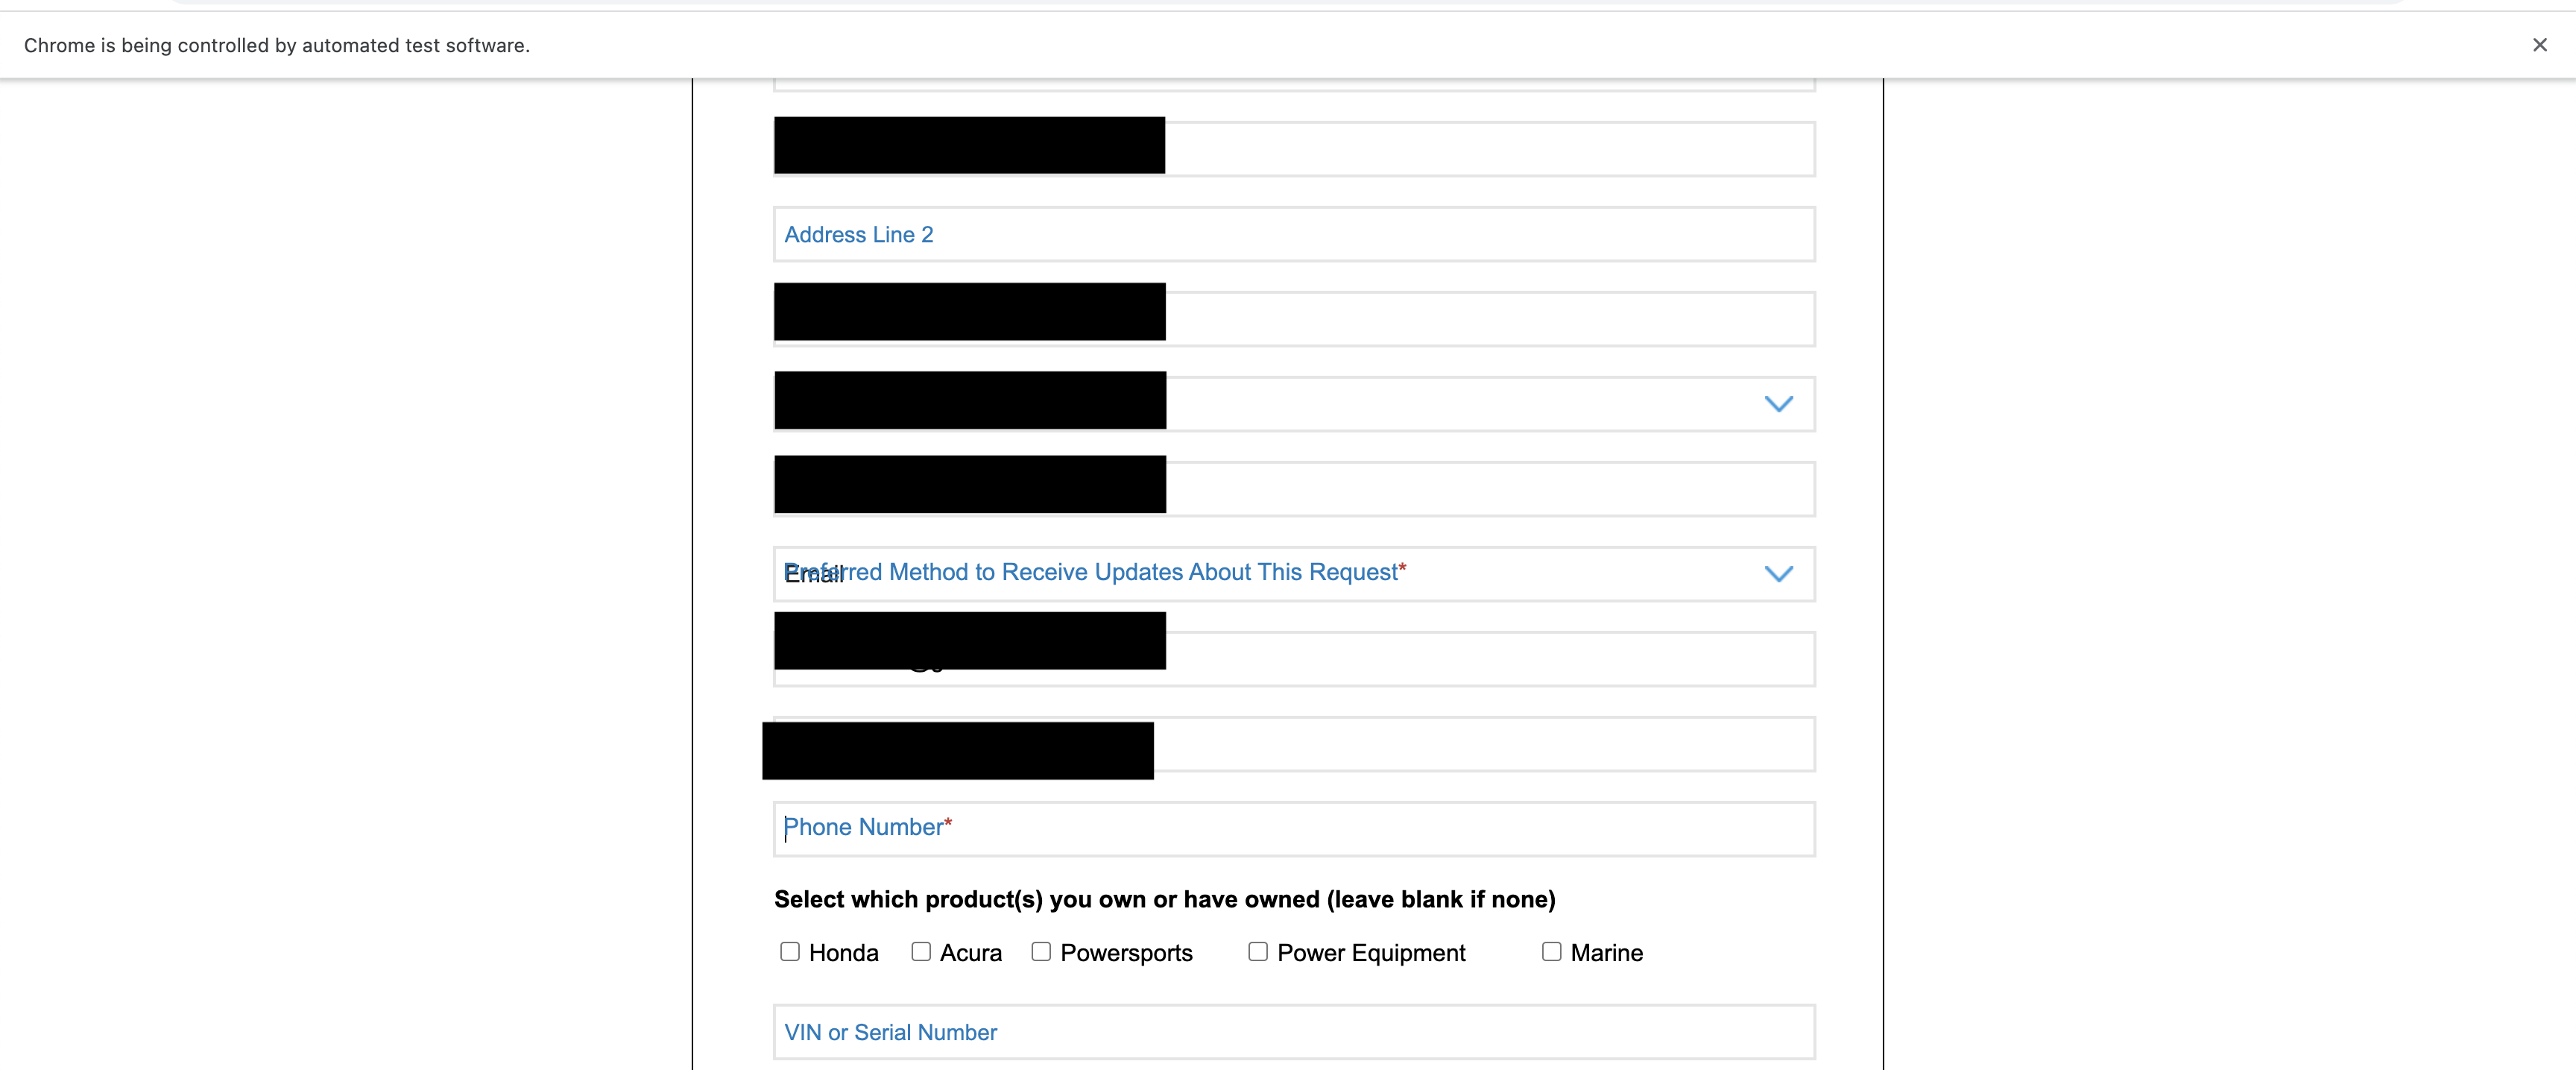 Chrome is being controlled by automated test software.
Address Line 2
Email
Preferred Method to Receive Updates About This Request*
Phone Number*
Select which product(s) you own or have owned (leave blank if none)
Honda Acura Powersports Power Equipment Marine
VIN or Serial Number